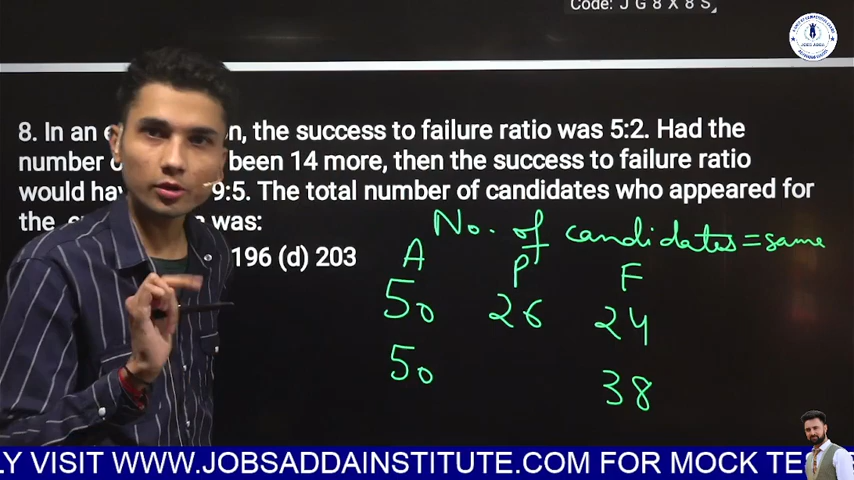 Code: J G 8 X 8 S
8. In an e n, the success to failure ratio was 5:2. Had the
number been 14 more, then the success to failure ratio
would ha 9:5. The total number of candidates who appeared for
the was:
196 (d) 203
No. of candidates = same
A P F
50 26 24
50 38
LY VISIT WWW.JOBSADDAINSTITUTE.COM FOR MOCK TE